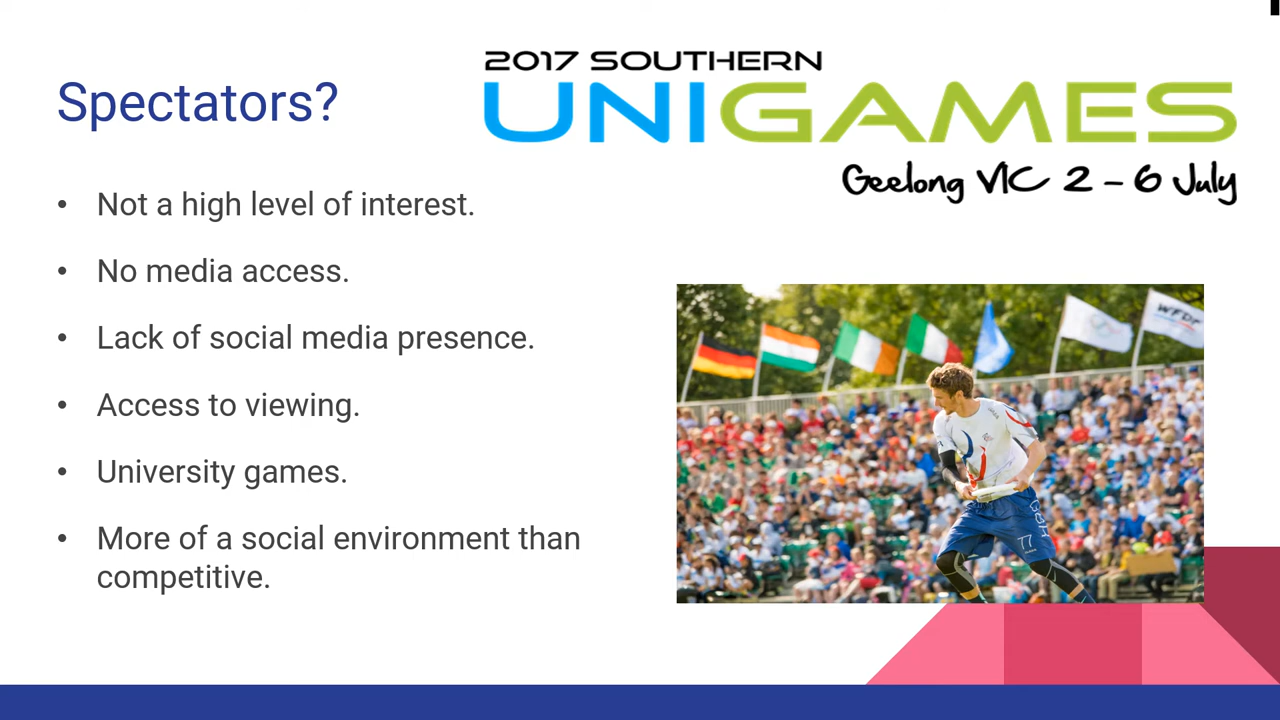 2017 SOUTHERN
UNIGAMES
Geelong VIC 2 - 6 July
Spectators?
• Not a high level of interest.
• No media access.
• Lack of social media presence.
• Access to viewing.
• University games.
• More of a social environment than
competitive.
WFDF
77